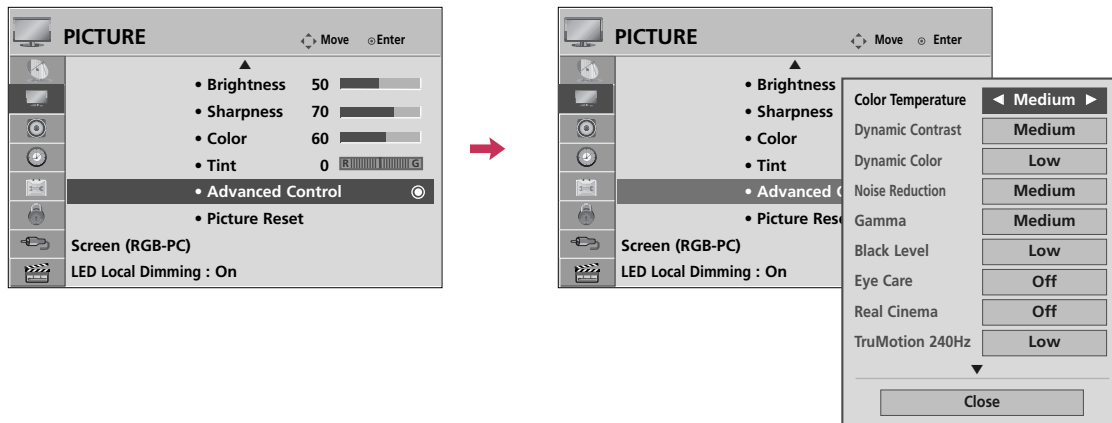 PICTURE Move Enter
• Brightness 50
• Sharpness 70
• Color 60
• Tint 0 R G
• Advanced Control
• Picture Reset
Screen (RGB-PC)
LED Local Dimming : On
PICTURE Move Enter
• Brightness
• Sharpness
• Color
• Tint
• Advanced C
• Picture Rese
Screen (RGB-PC)
LED Local Dimming : On
Color Temperature Medium
Dynamic Contrast Medium
Dynamic Color Low
Noise Reduction Medium
Gamma Medium
Black Level Low
Eye Care Off
Real Cinema Off
TruMotion 240Hz Low
Close